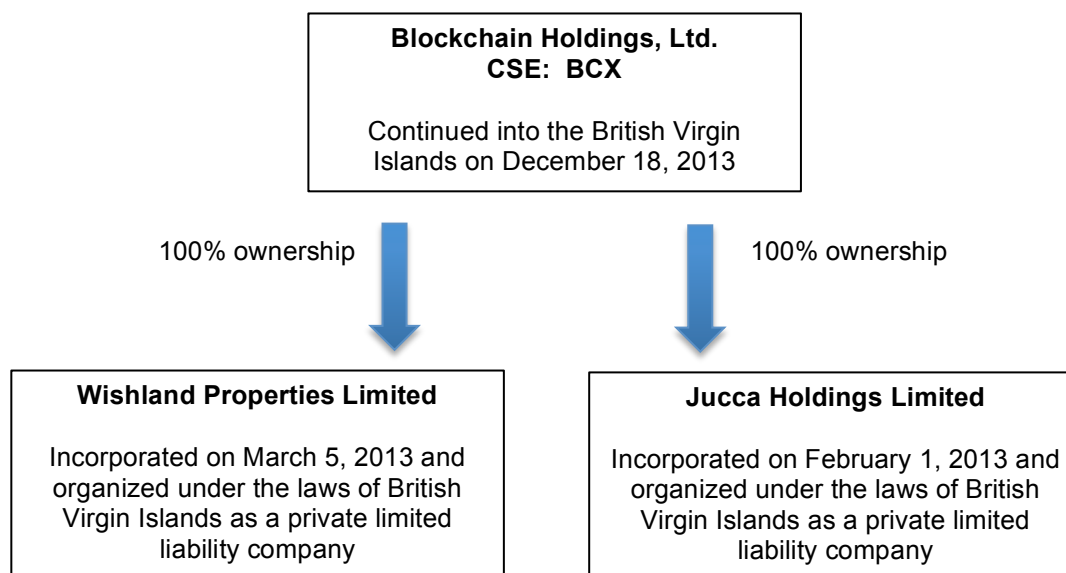 Blockchain Holdings, Ltd.
CSE:  BCX
Continued into the British Virgin
Islands on December 18, 2013
100% ownership
100% ownership
Wishland Properties Limited
Incorporated on March 5, 2013 and
organized under the laws of British
Virgin Islands as a private limited
liability company
Jucca Holdings Limited
Incorporated on February 1, 2013 and
organized under the laws of British
Virgin Islands as a private limited
liability company